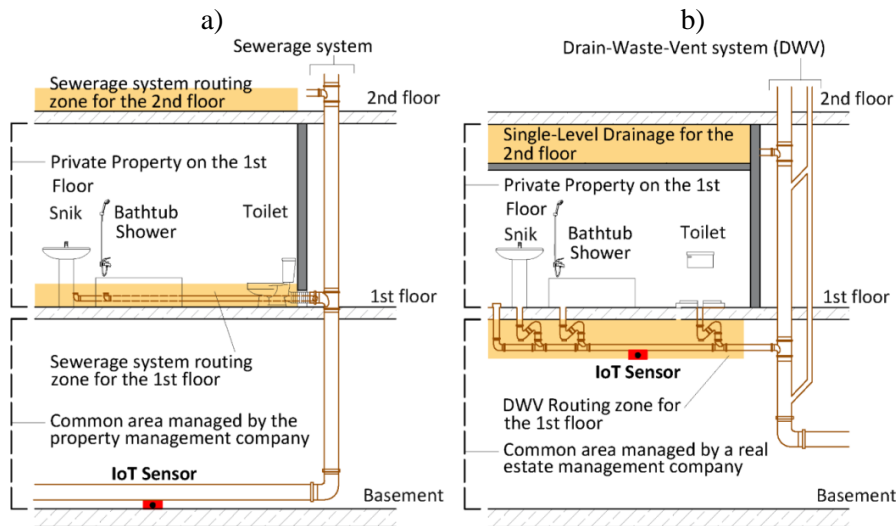 a)
Sewerage system
Sewerage system routing
zone for the 2nd floor
2nd floor
Private Property on the 1st
Floor
Snik
Bathtub
Shower
Toilet
1st floor
Sewerage system routing
zone for the 1st floor
Common area managed by the
property management company
IoT Sensor
Basement
b)
Drain-Waste-Vent system (DWV)
2nd floor
Single-Level Drainage for the
2nd floor
Private Property on the 1st
Floor
Snik
Bathtub
Shower
Toilet
1st floor
IoT Sensor
DWV Routing zone for
the 1st floor
Common area managed by a real
estate management company
Basement